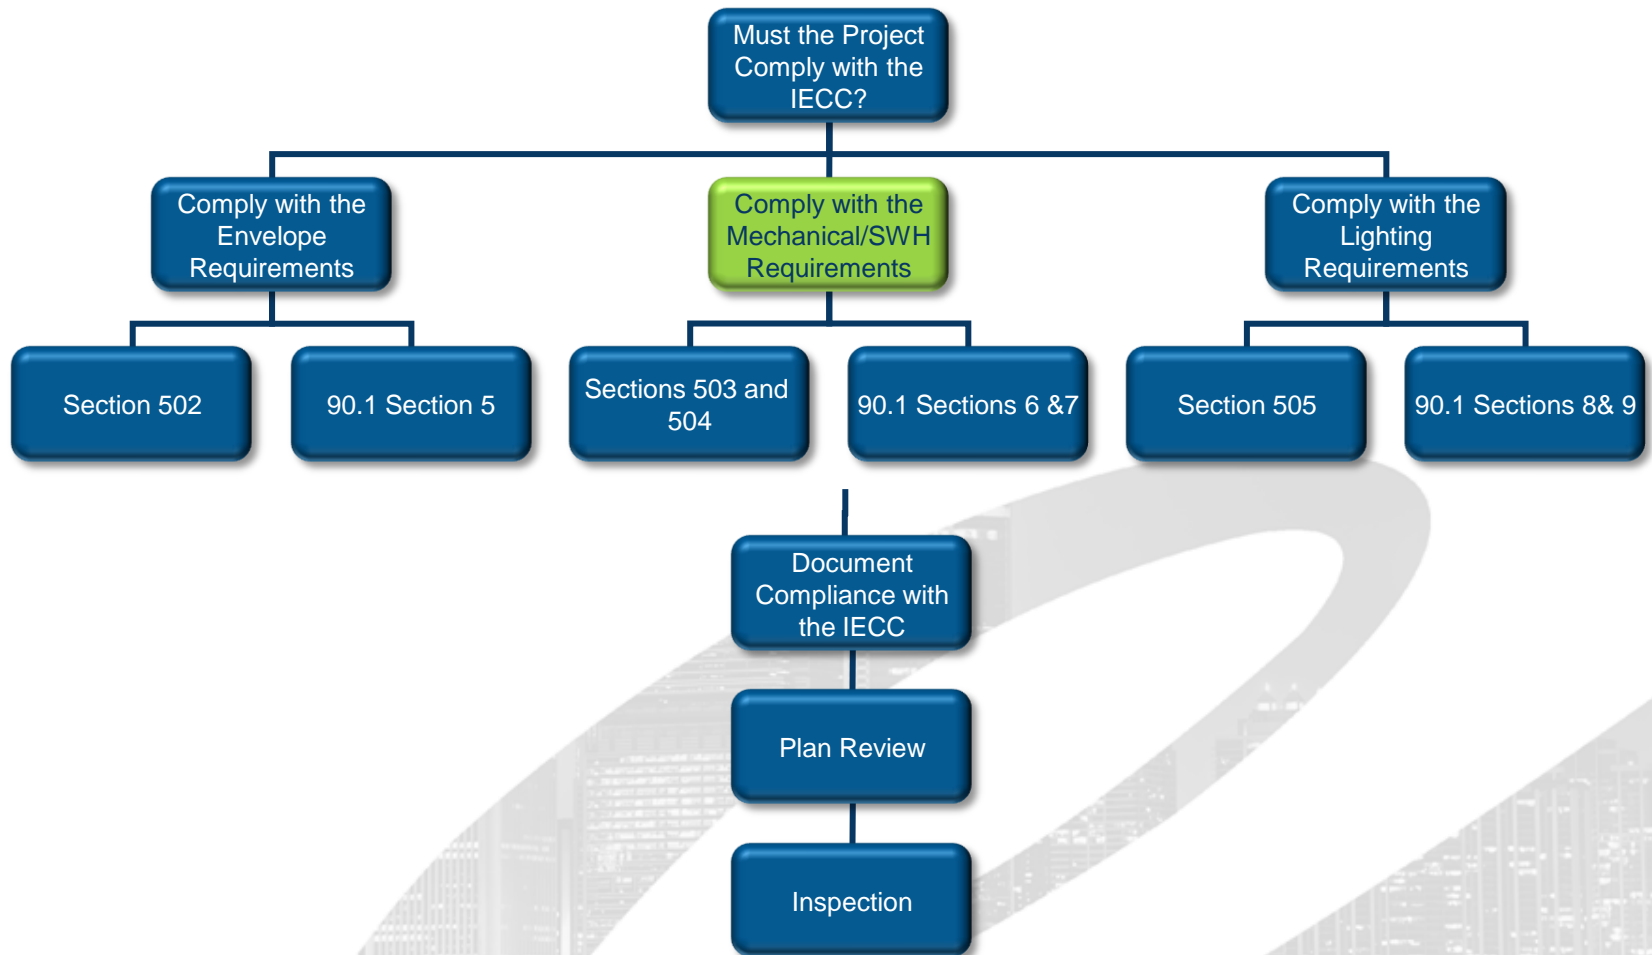 Must the Project
Comply with the
IECC?
Comply with the
Envelope
Requirements
Comply with the
Mechanical/SWH
Requirements
Comply with the
Lighting
Requirements
Section 502
90.1 Section 5
Sections 503 and
504
90.1 Sections 6 &7
Section 505
90.1 Sections 8& 9
Document
Compliance with
the IECC
Plan Review
Inspection